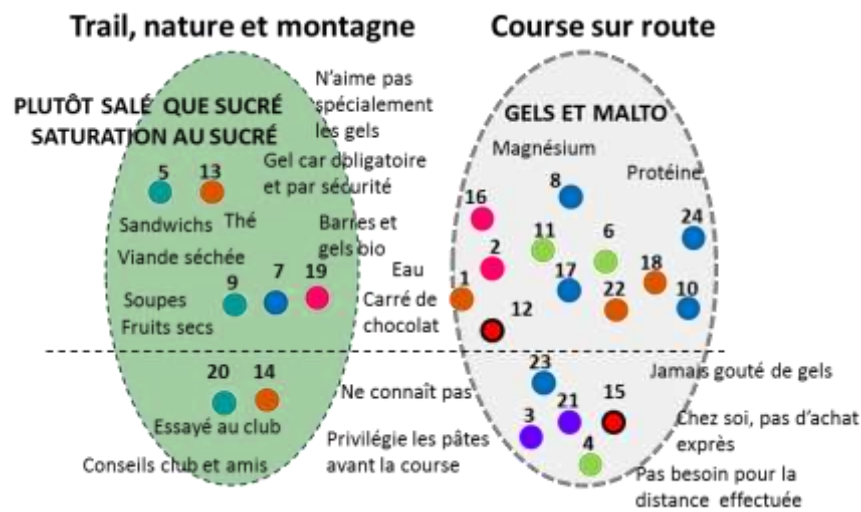 Trail, nature et montagne
Course sur route
PLUTÔT SALÉ QUE SUCRÉ
SATURATION AU SUCRÉ
N'aime pas
spécialement
les gels
GELS ET MALTO
Magnésium
Protéine
5
13
Gel car obligatoire
et par sécurité
16
8
24
Sandwichs
Thé
Barres et
gels bio
11
6
Viande séchée
2
9
7
19
Eau
1
17
18
10
Soupes
Fruits secs
Carré de
chocolat
12
22
20
14
Ne connaît pas
23
Jamais gouté de gels
Essayé au club
3
21
15
Chez soi, pas d'achat
exprès
Conseils club et amis
Privilégie les pâtes
avant la course
4
Pas besoin pour la
distance effectuée